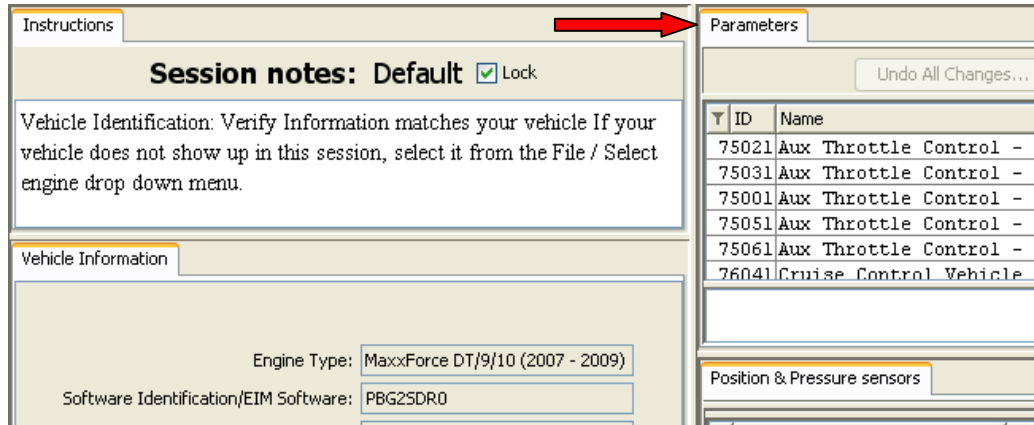 Instructions
Session notes: Default Lock
Vehicle Identification: Verify Information matches your vehicle If your
vehicle does not show up in this session, select it from the File / Select
engine drop down menu.
Vehicle Information
Engine Type: MaxxForce DT/9/10 (2007 - 2009)
Software Identification/EIM Software: PBG2SDR0
Parameters
Undo All Changes...
ID Name
75021 Aux Throttle Control -
75031 Aux Throttle Control -
75001 Aux Throttle Control -
75051 Aux Throttle Control -
75061 Aux Throttle Control -
76041 Cruise Control Vehicle
Position & Pressure sensors